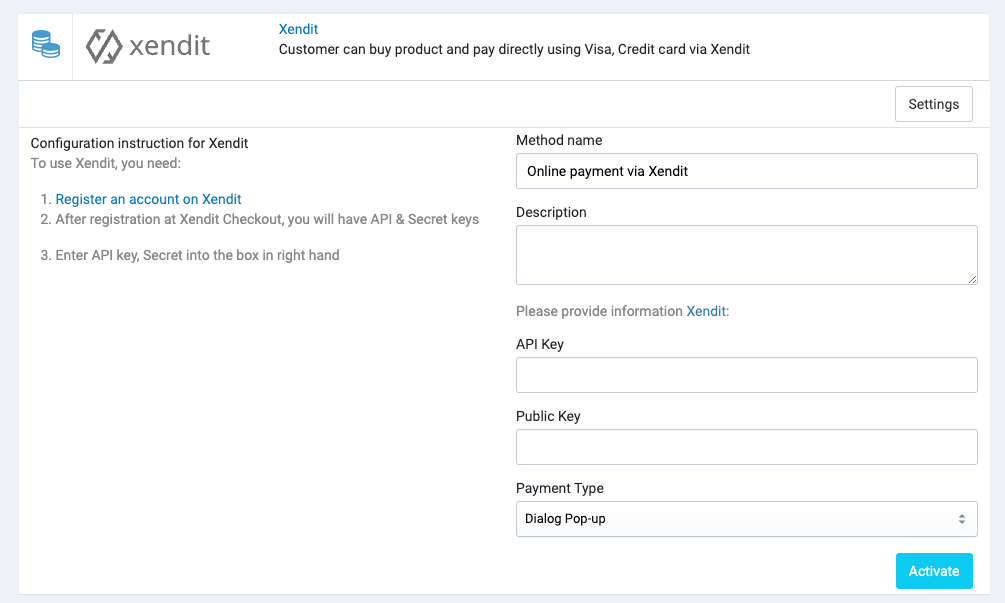 xendit
Xendit
Customer can buy product and pay directly using Visa, Credit card via Xendit
Settings
Configuration instruction for Xendit
To use Xendit, you need:
1. Register an account on Xendit
2. After registration at Xendit Checkout, you will have API & Secret keys
3. Enter API key, Secret into the box in right hand
Method name
Online payment via Xendit
Description
Please provide information Xendit:
API Key
Public Key
Payment Type
Dialog Pop-up
Activate